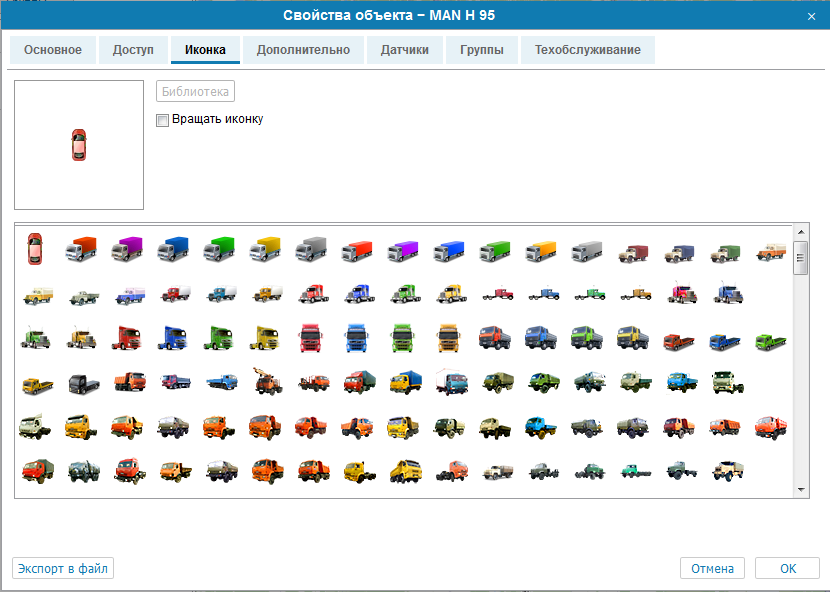 Свойства объекта – MAN H 95
Основное Доступ Иконка Дополнительно Датчики Группы Техобслуживание
Библиотека
Вращать иконку
Экспорт в файл Отмена OK